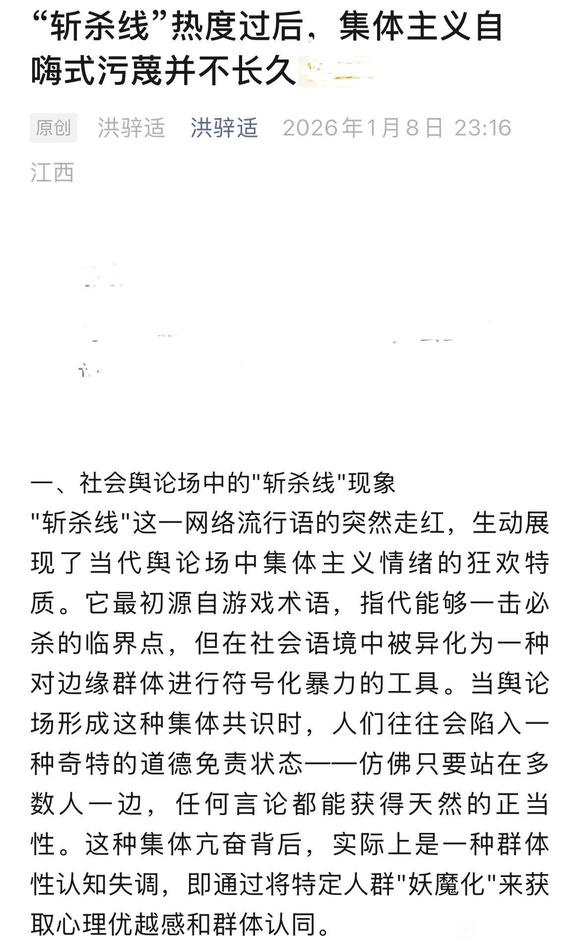 “斩杀线”热度过后，集体主义自
嗨式污蔑并不长久
原创 洪骍适 洪骍适 2026年1月8日 23:16
江西
一、社会舆论场中的"斩杀线"现象
"斩杀线"这一网络流行语的突然走红，生动展
现了当代舆论场中集体主义情绪的狂欢特
质。它最初源自游戏术语，指代能够一击必
杀的临界点，但在社会语境中被异化为一种
对边缘群体进行符号化暴力的工具。当舆论
场形成这种集体共识时，人们往往会陷入一
种奇特的道德免责状态——仿佛只要站在多
数人一边，任何言论都能获得天然的正当
性。这种集体亢奋背后，实际上是一种群体
性认知失调，即通过将特定人群"妖魔化"来获
取心理优越感和群体认同。